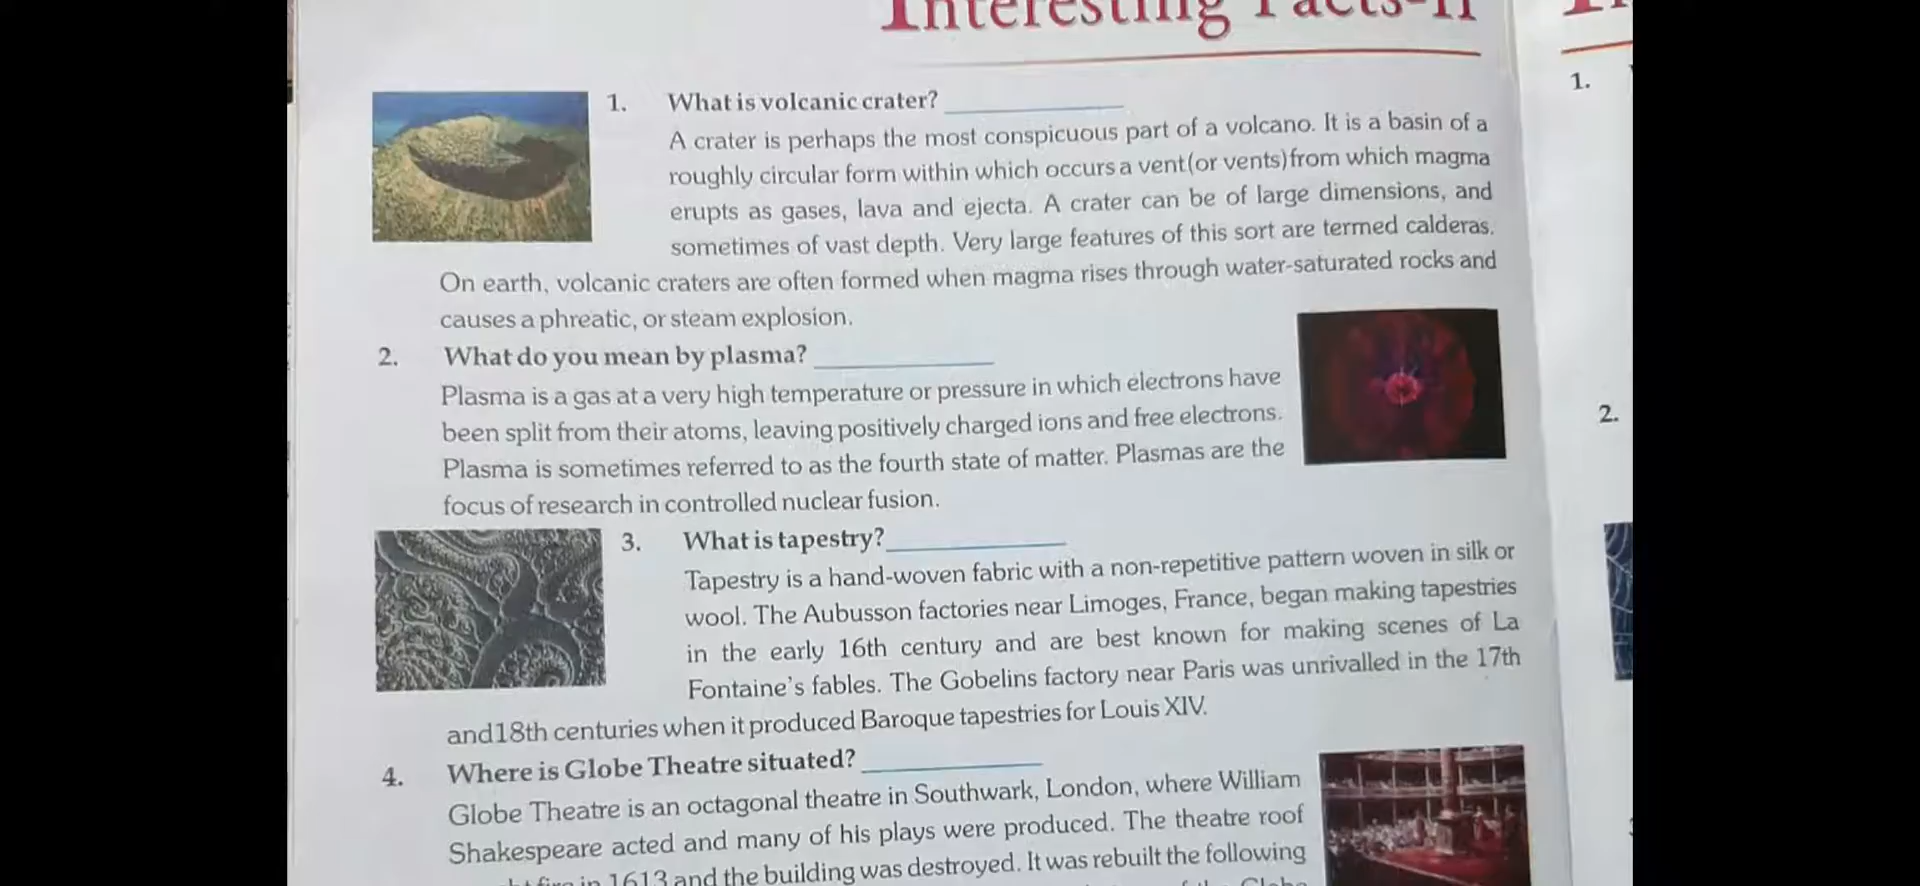 Interesting Facts-II
1. What is volcanic crater?
A crater is perhaps the most conspicuous part of a volcano. It is a basin of a
roughly circular form within which occurs a vent(or vents)from which magma
erupts as gases, lava and ejecta. A crater can be of large dimensions, and
sometimes of vast depth. Very large features of this sort are termed calderas.
On earth, volcanic craters are often formed when magma rises through water-saturated rocks and
causes a phreatic, or steam explosion.
2. What do you mean by plasma?
Plasma is a gas at a very high temperature or pressure in which electrons have
been split from their atoms, leaving positively charged ions and free electrons.
Plasma is sometimes referred to as the fourth state of matter. Plasmas are the
focus of research in controlled nuclear fusion.
3. What is tapestry?
Tapestry is a hand-woven fabric with a non-repetitive pattern woven in silk or
wool. The Aubusson factories near Limoges, France, began making tapestries
in the early 16th century and are best known for making scenes of La
Fontaine's fables. The Gobelins factory near Paris was unrivalled in the 17th
and18th centuries when it produced Baroque tapestries for Louis XIV.
4. Where is Globe Theatre situated?
Globe Theatre is an octagonal theatre in Southwark, London, where William
Shakespeare acted and many of his plays were produced. The theatre roof
in 1613 and the building was destroyed. It was rebuilt the following
1.
2.